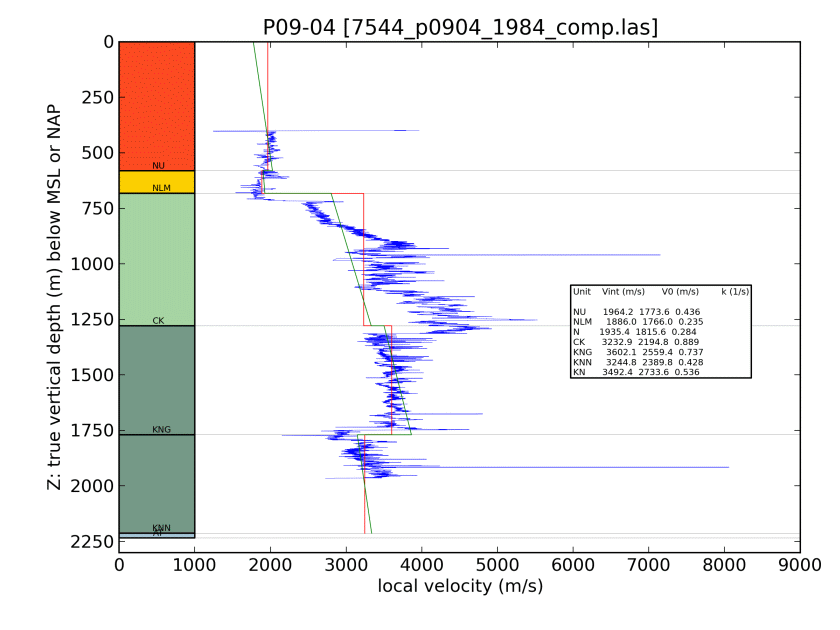 P09-04 [7544_p0904_1984_comp.las]
Z: true vertical depth (m) below MSL or NAP
0
250
500
750
1000
1250
1500
1750
2000
2250
NU
NLM
CK
KNG
KNN
Unit Vint (m/s) V0 (m/s) k (1/s)
NU 1964.2 1773.6 0.436
NLM 1886.0 1766.0 0.235
N 1935.4 1815.6 0.284
CK 3232.9 2194.8 0.889
KNG 3602.1 2559.4 0.737
KNN 3244.8 2389.8 0.428
KN 3492.4 2733.6 0.536
0 1000 2000 3000 4000 5000 6000 7000 8000 9000
local velocity (m/s)